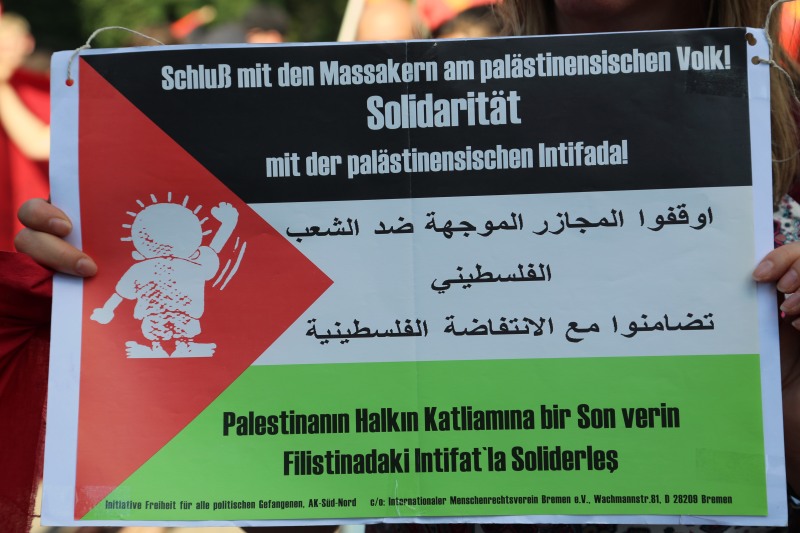 Schluß mit den Massakern am palästinensischen Volk!
Solidarität
mit der palästinensischen Intifada!
اوقفوا المجازر الموجهة ضد الشعب
الفلسطيني
تضامنوا مع الانتفاضة الفلسطينية
Palestinanın Halkın Katliamına bir Son verin
Filistinadaki Intifat`la Soliderleş
Initiative Freiheit für alle politischen Gefangenen, AK-Süd-Nord c/o: Internationaler Menschenrechtsverein Bremen e.V., Wachmannstr.81, D 28209 Bremen